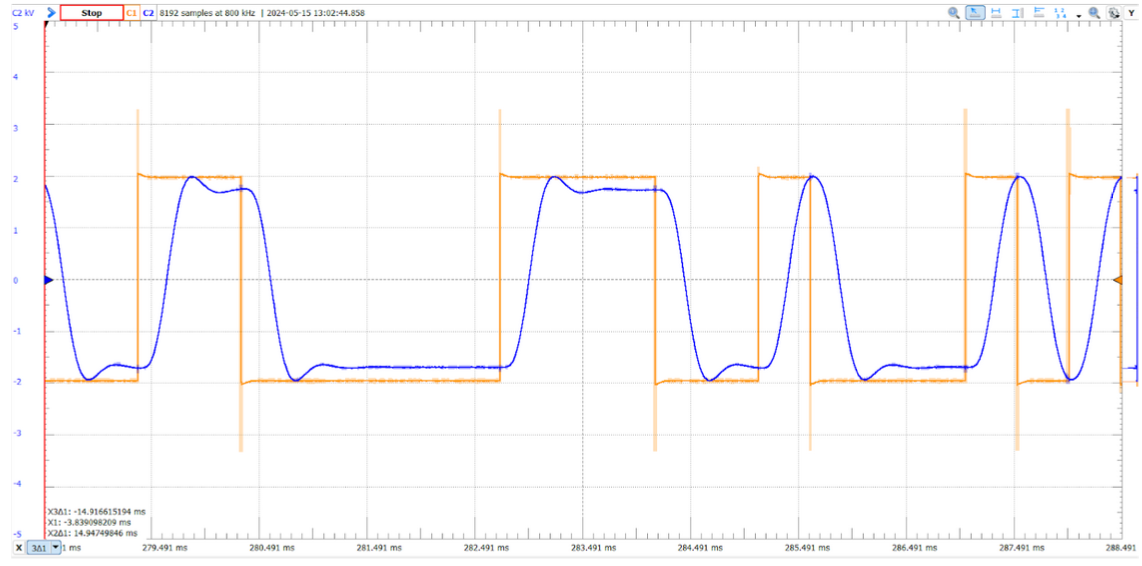 C2 kV Stop C1 C2 8192 samples at 800 kHz | 2024-05-15 13:02:44.858 Y
5
4
3
2
1
0
-1
-2
-3
-4
-5
X3Δ1: -14.916615194 ms
X1: -3.839098209 ms
X2Δ1: 14.94749846 ms
X 3Δ1 1 ms 279.491 ms 280.491 ms 281.491 ms 282.491 ms 283.491 ms 284.491 ms 285.491 ms 286.491 ms 287.491 ms 288.491